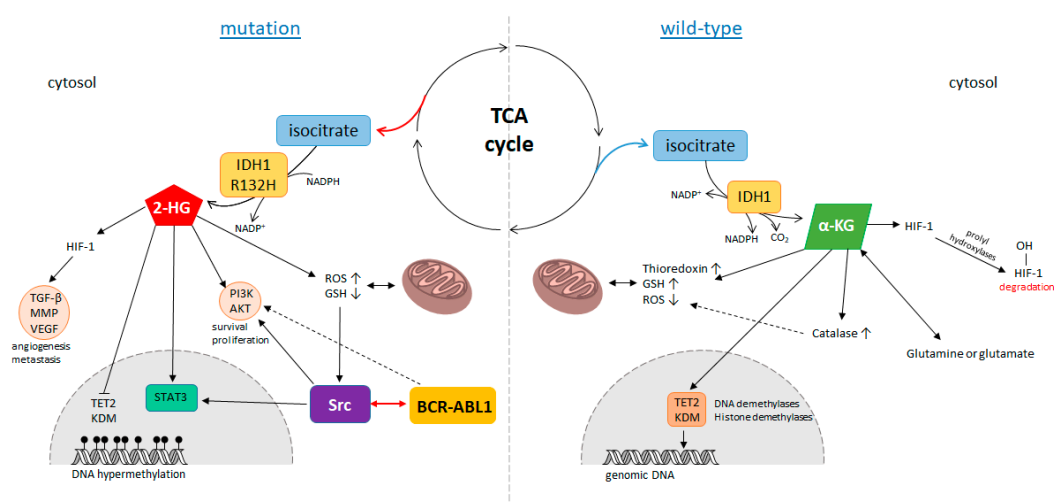 mutation
wild-type
cytosol
cytosol
TCA
cycle
isocitrate
isocitrate
IDH1
R132H
NADPH
NADP⁺
2-HG
HIF-1
TGF-β
MMP
VEGF
angiogenesis
metastasis
PI3K
AKT
survival
proliferation
ROS ↑
GSH ↓
TET2
KDM
STAT3
Src
BCR-ABL1
DNA hypermethylation
NADP⁺
IDH1
NADPH
CO₂
α-KG
HIF-1
prolyl
hydroxylases
OH
HIF-1
degradation
Thioredoxin ↑
GSH ↑
ROS ↓
Catalase ↑
Glutamine or glutamate
TET2
KDM
DNA demethylases
Histone demethylases
genomic DNA